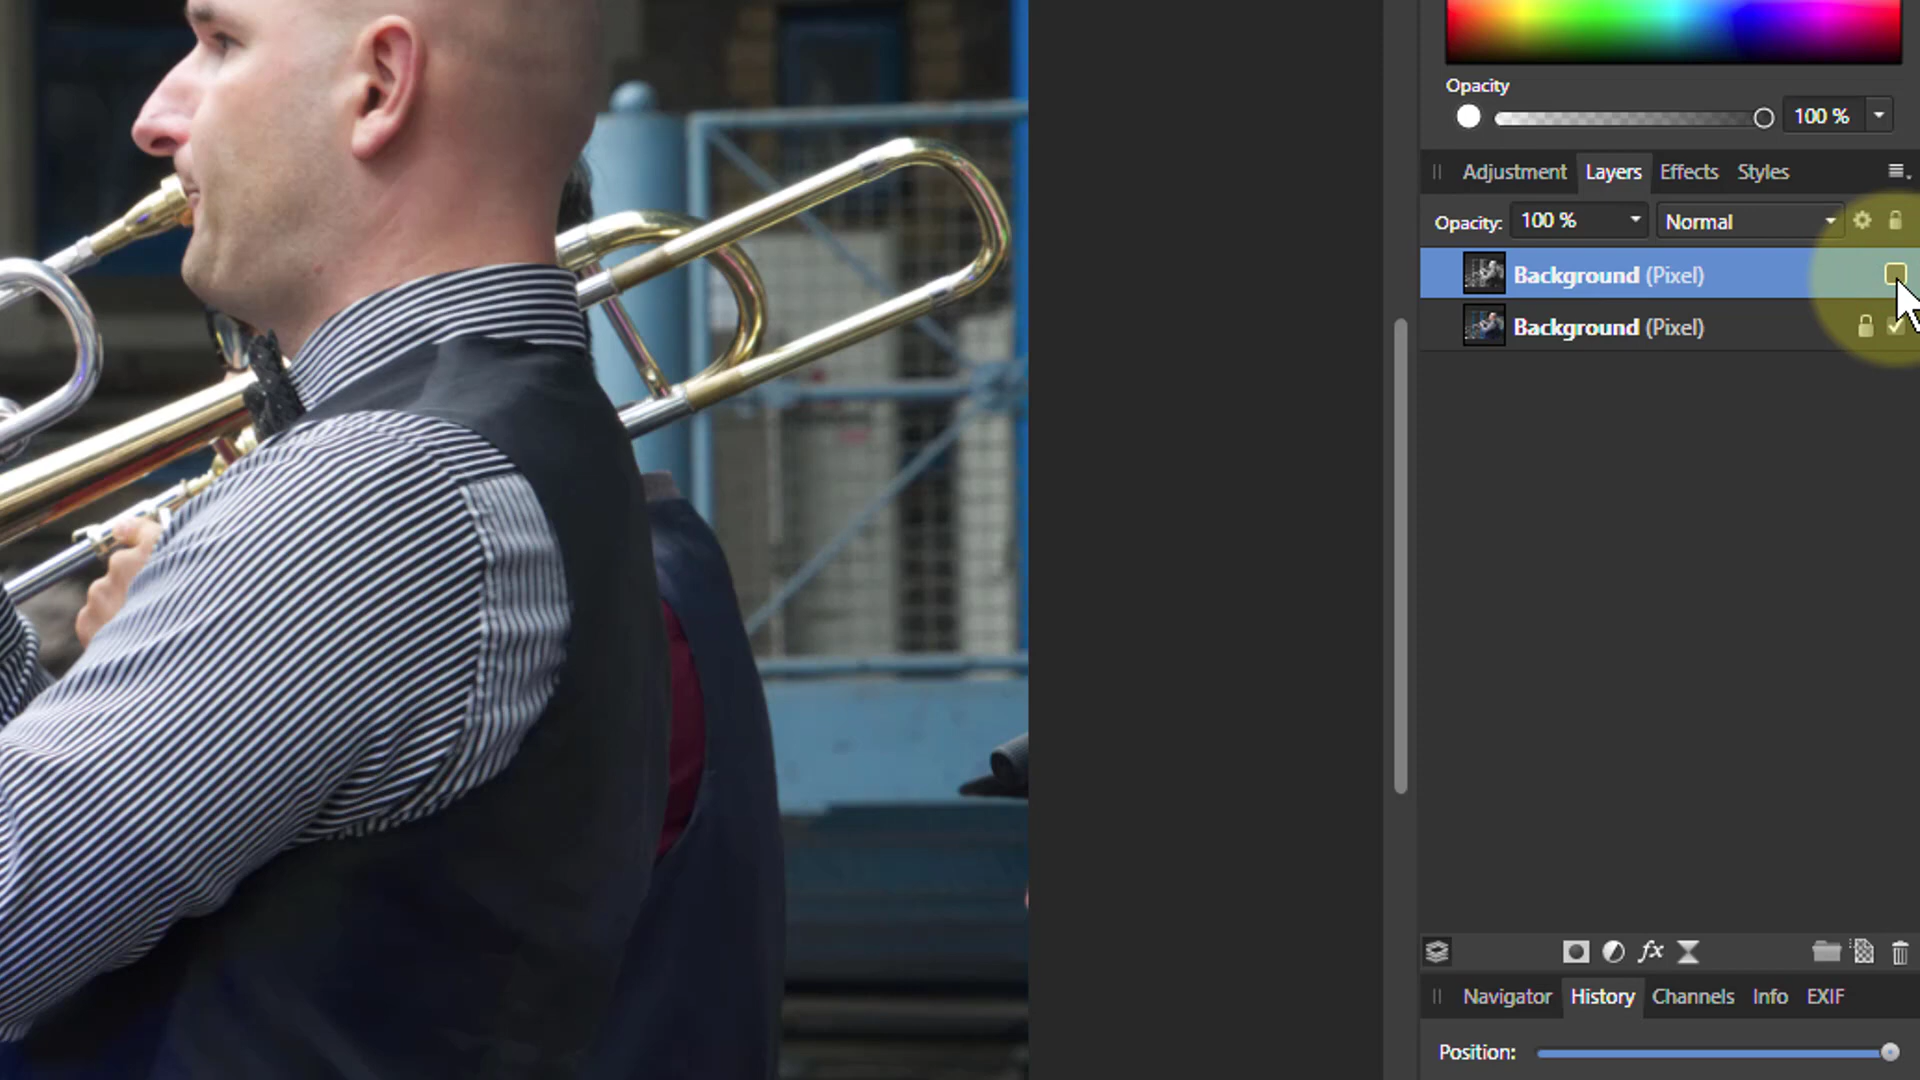 Opacity
100 %
Adjustment Layers Effects Styles
Opacity: 100 % Normal
Background (Pixel)
Background (Pixel)
fx
Navigator History Channels Info EXIF
Position: